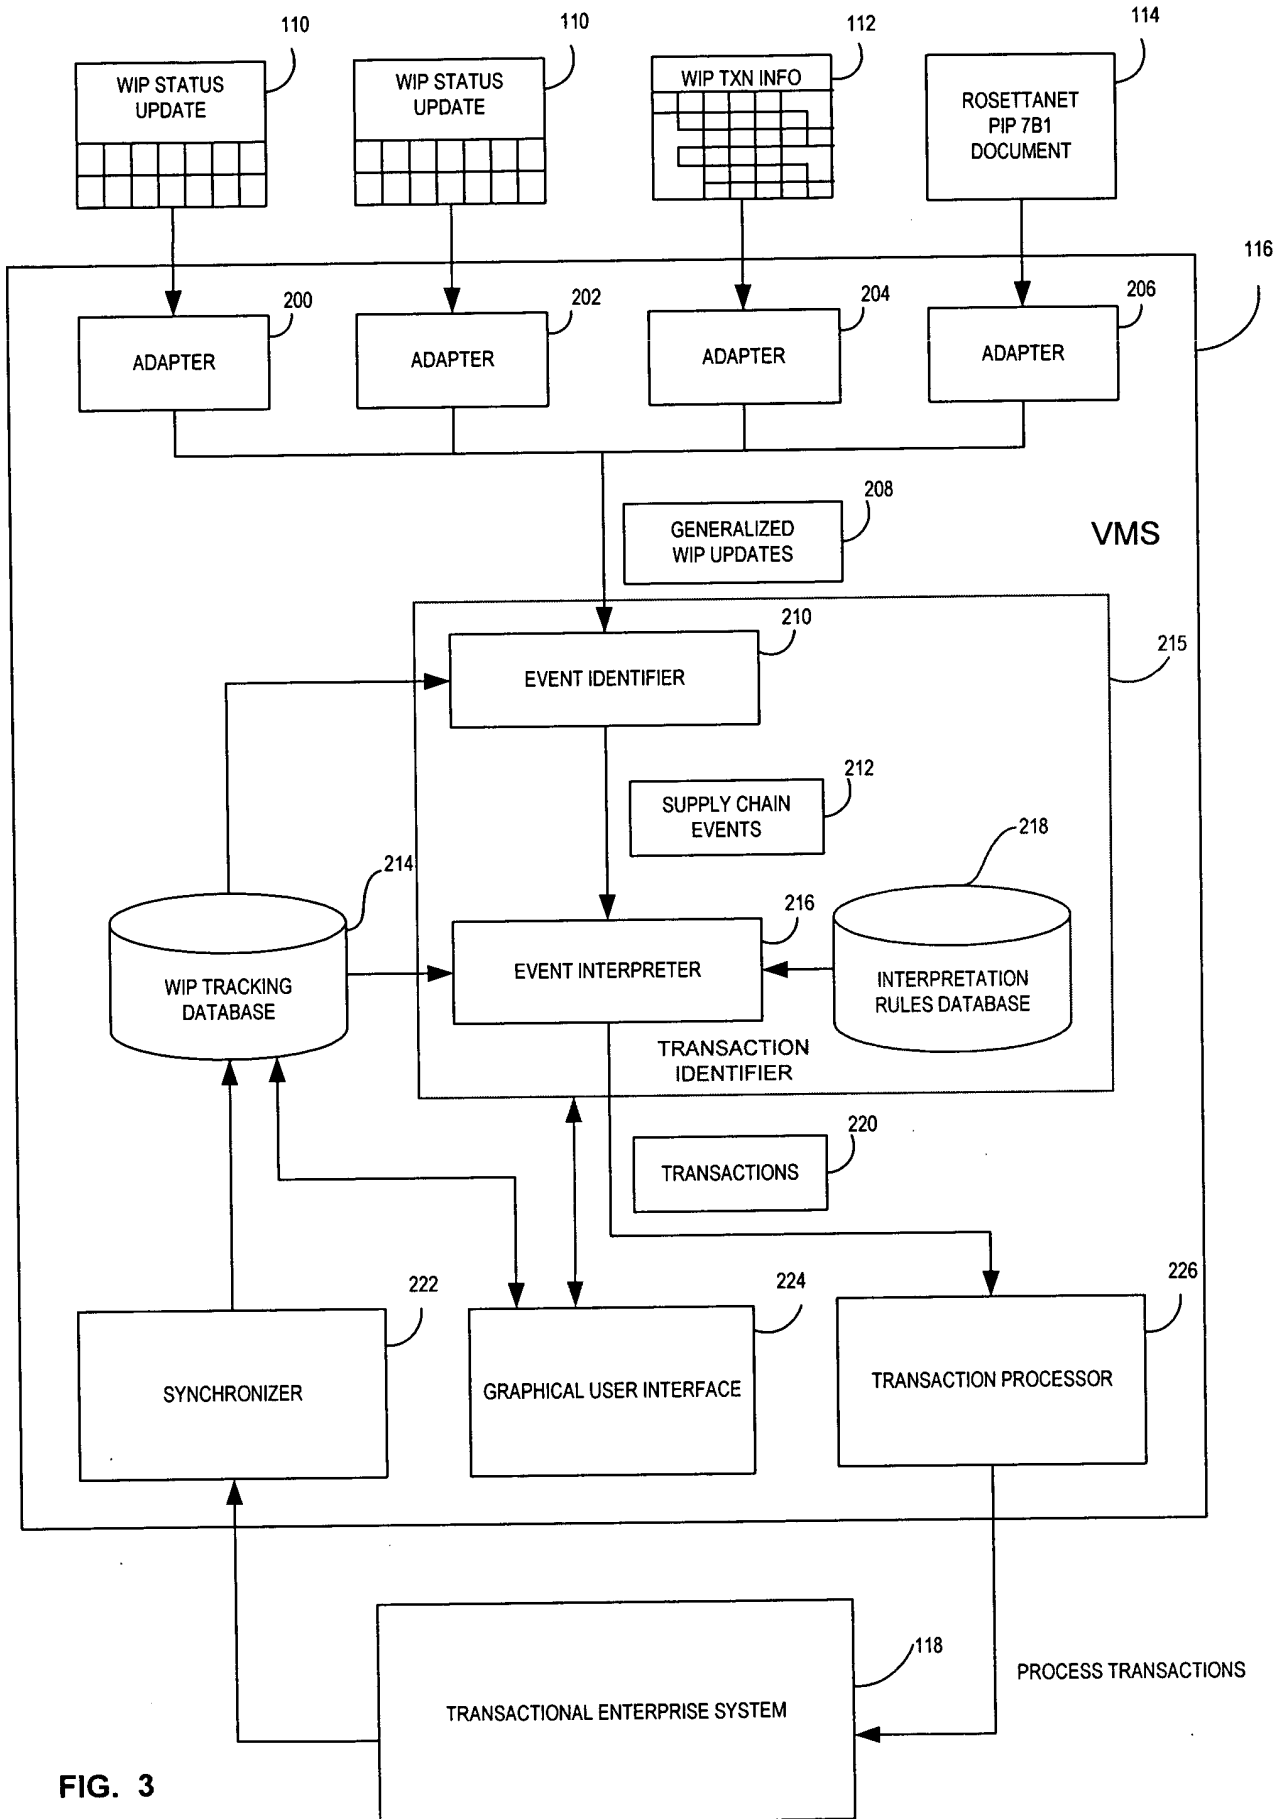 110
110
112
114
WIP STATUS
UPDATE
WIP STATUS
UPDATE
WIP TXN INFO
ROSETTANET
PIP 7B1
DOCUMENT
116
200
202
204
206
ADAPTER
ADAPTER
ADAPTER
ADAPTER
208
GENERALIZED
WIP UPDATES
VMS
210
215
EVENT IDENTIFIER
212
SUPPLY CHAIN
EVENTS
218
214
216
WIP TRACKING
DATABASE
EVENT INTERPRETER
INTERPRETATION
RULES DATABASE
TRANSACTION
IDENTIFIER
220
TRANSACTIONS
222
224
226
SYNCHRONIZER
GRAPHICAL USER INTERFACE
TRANSACTION PROCESSOR
118
PROCESS TRANSACTIONS
TRANSACTIONAL ENTERPRISE SYSTEM
FIG. 3